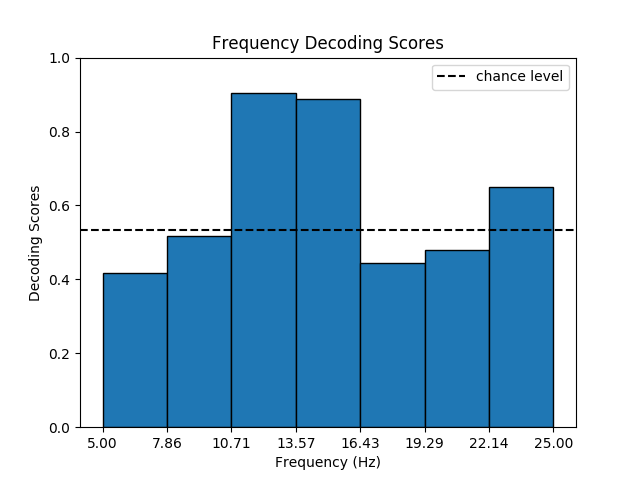 Frequency Decoding Scores
chance level
Decoding Scores
1.0
0.8
0.6
0.4
0.2
0.0
5.00 7.86 10.71 13.57 16.43 19.29 22.14 25.00
Frequency (Hz)